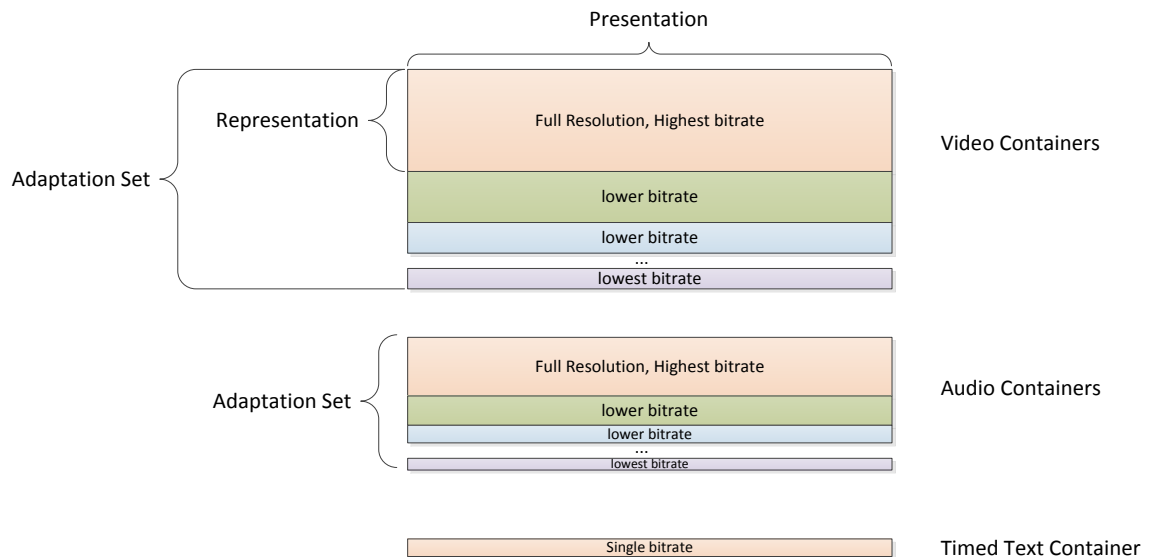 Presentation
Representation
Full Resolution, Highest bitrate
Video Containers
Adaptation Set
lower bitrate
lower bitrate
...
lowest bitrate
Full Resolution, Highest bitrate
Audio Containers
Adaptation Set
lower bitrate
lower bitrate
...
lowest bitrate
Single bitrate
Timed Text Container